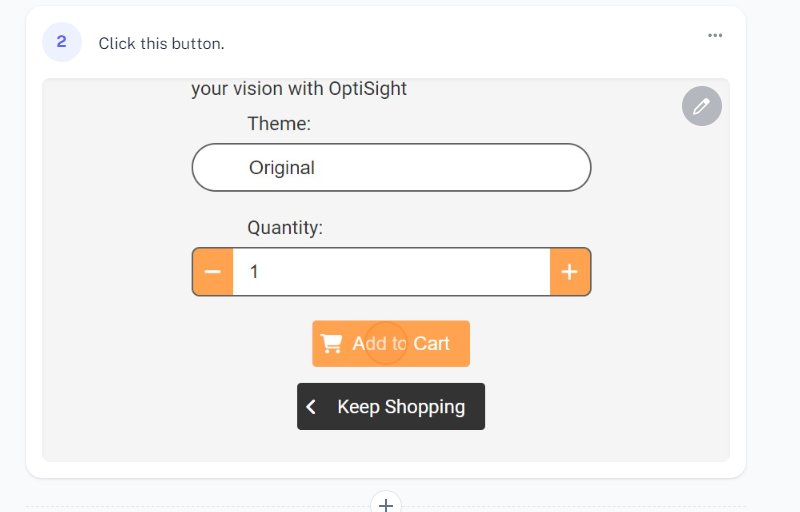 2
Click this button.
your vision with OptiSight
Theme:
Original
Quantity:
1
Add to Cart
Keep Shopping